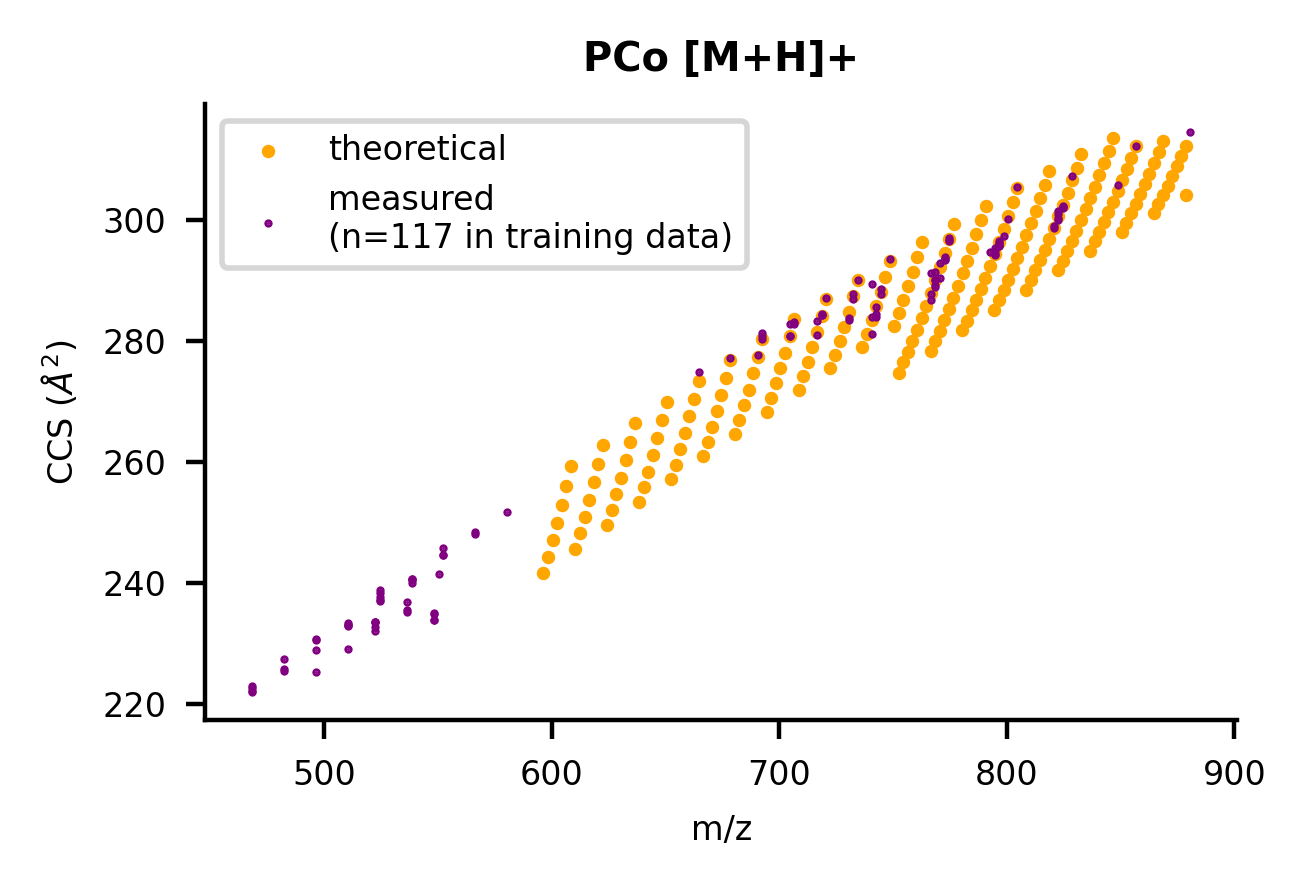 PCo [M+H]+
theoretical
measured
(n=117 in training data)
CCS (Å²)
300
280
260
240
220
500
600
700
800
900
m/z